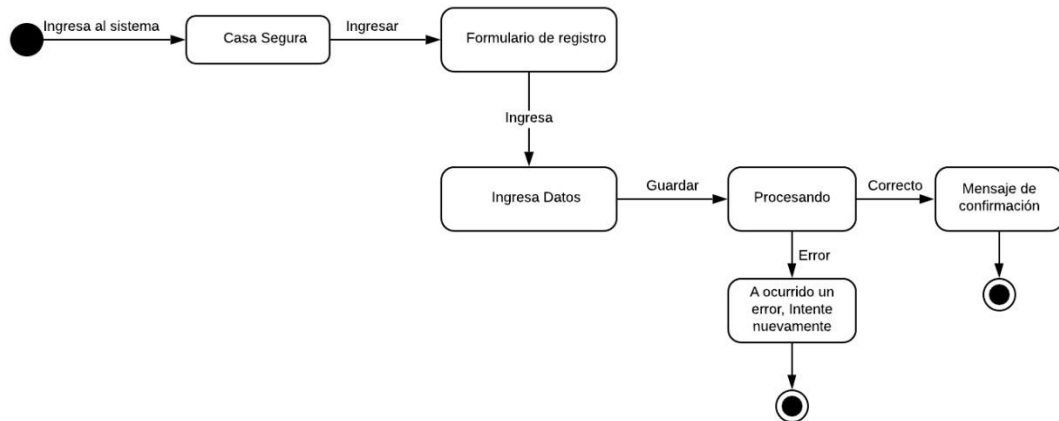 Ingresa al sistema
Casa Segura
Ingresar
Formulario de registro
Ingresa
Ingresa Datos
Guardar
Procesando
Correcto
Mensaje de
confirmación
Error
A ocurrido un
error, Intente
nuevamente